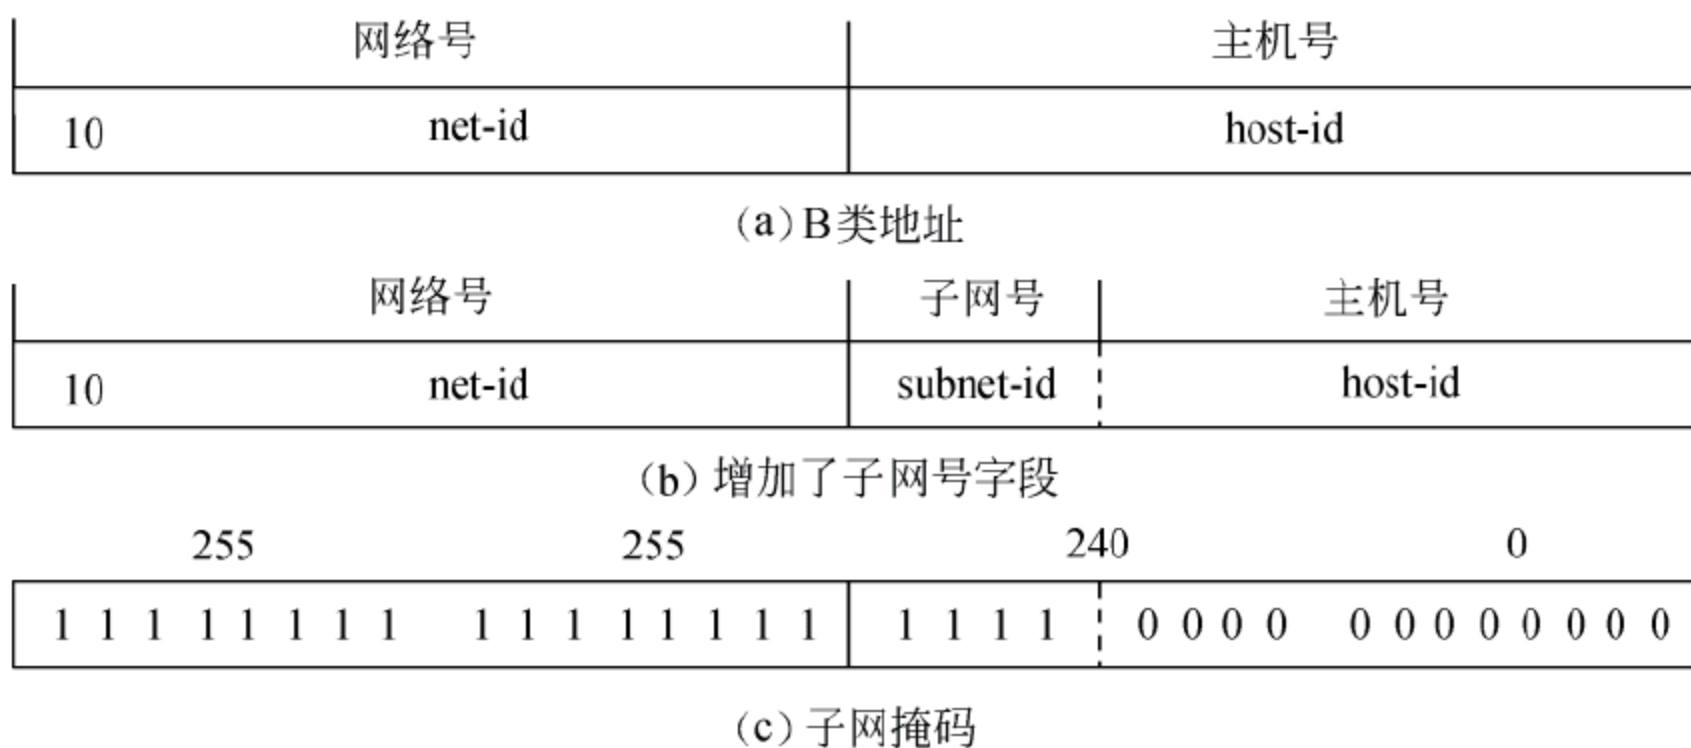 网络号 主机号
10 net-id host-id
(a)B类地址
网络号 子网号 主机号
10 net-id subnet-id host-id
(b)增加了子网号字段
255 255 240 0
1 1 1 1 1 1 1 1 1 1 1 1 1 1 1 1 1 1 1 1 0 0 0 0 0 0 0 0 0 0 0 0
(c)子网掩码